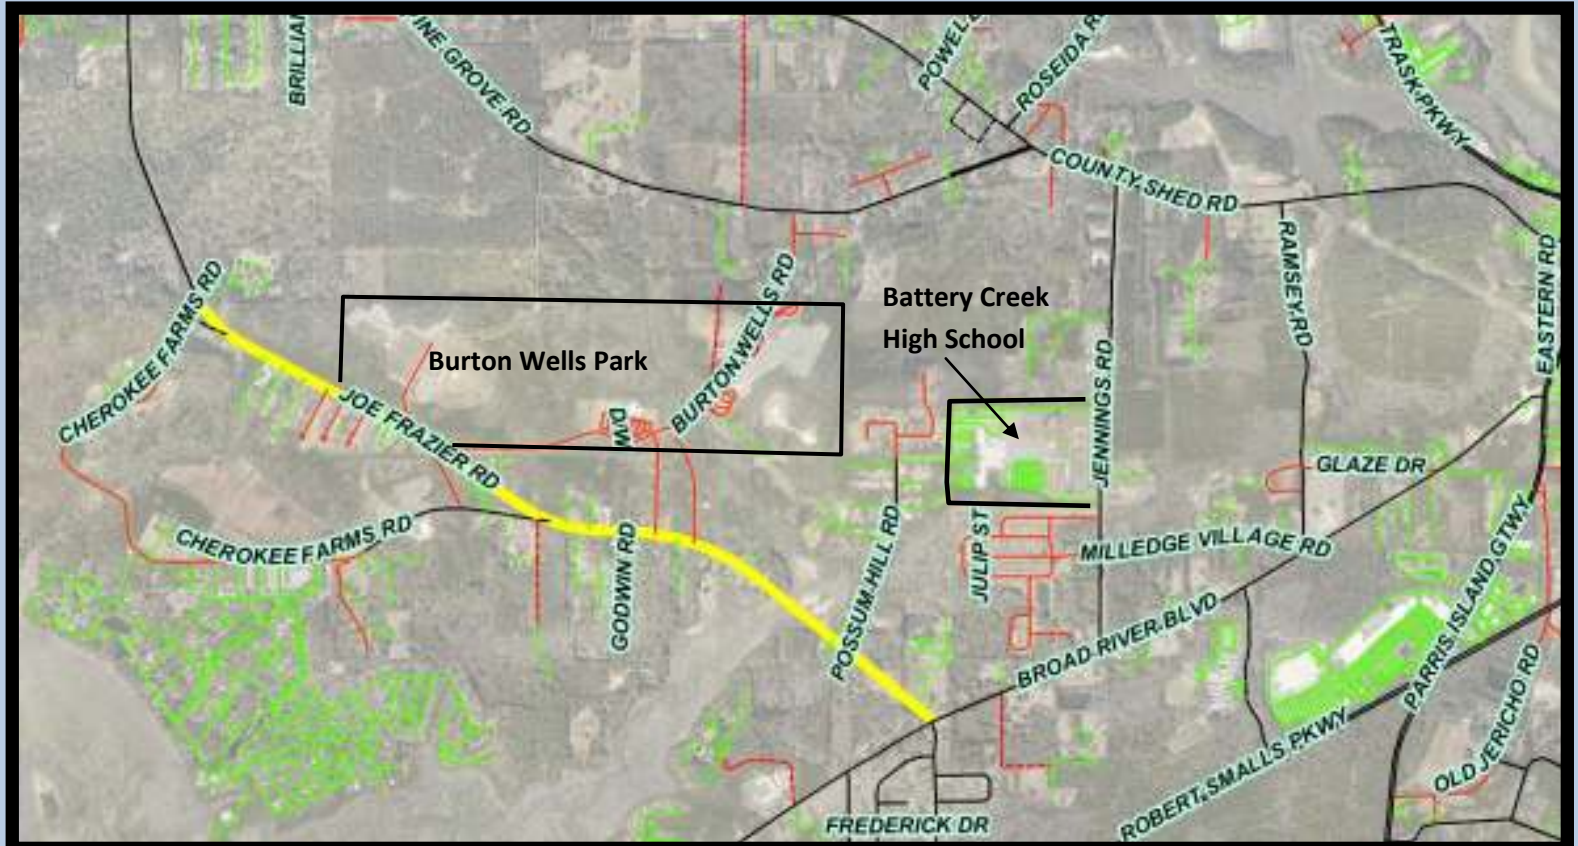 BRILLIA
INE GROVE RD
POWELL
ROSEIDA R
TRASK PKWY
COUNTY SHED RD
RAMSEY RD
EASTERN RD
CHEROKEE FARMS RD
BURTON WELLS RD
Battery Creek
High School
Burton Wells Park
JENNINGS RD
JOE FRAZIER RD
GLAZE DR
CHEROKEE FARMS RD
GODWIN RD
POSSUM HILL RD
JULIP ST
MILLEDGE VILLAGE RD
PARRIS ISLAND GTWY
BROAD RIVER BLVD
OLD JERICHO RD
ROBERT SMALLS PKWY
FREDERICK DR